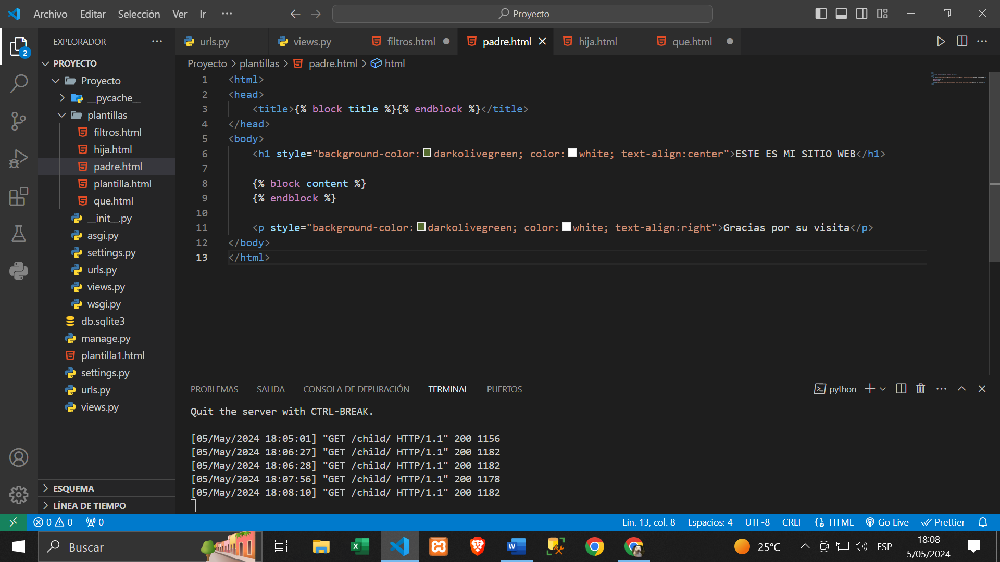 Archivo Editar Selección Ver Ir ··· Proyecto
EXPLORADOR ···
2
PROYECTO
Proyecto
__pycache__
plantillas
filtros.html
hija.html
padre.html
plantilla.html
que.html
__init__.py
asgi.py
settings.py
urls.py
views.py
wsgi.py
db.sqlite3
manage.py
plantilla1.html
settings.py
urls.py
views.py
ESQUEMA
LÍNEA DE TIEMPO
urls.py views.py filtros.html padre.html hija.html que.html
Proyecto > plantillas > padre.html > html
1 <html>
2 <head>
3 <title>{% block title %}{% endblock %}</title>
4 </head>
5 <body>
6 <h1 style="background-color:darkolivegreen; color:white; text-align:center">ESTE ES MI SITIO WEB</h1>
7
8 {% block content %}
9 {% endblock %}
10
11 <p style="background-color:darkolivegreen; color:white; text-align:right">Gracias por su visita</p>
12 </body>
13 </html>
PROBLEMAS SALIDA CONSOLA DE DEPURACIÓN TERMINAL PUERTOS python
Quit the server with CTRL-BREAK.
[05/May/2024 18:05:01] "GET /child/ HTTP/1.1" 200 1156
[05/May/2024 18:06:27] "GET /child/ HTTP/1.1" 200 1182
[05/May/2024 18:06:28] "GET /child/ HTTP/1.1" 200 1182
[05/May/2024 18:07:56] "GET /child/ HTTP/1.1" 200 1178
[05/May/2024 18:08:10] "GET /child/ HTTP/1.1" 200 1182
0 0 0 Lín. 13, col. 8 Espacios: 4 UTF-8 CRLF HTML Go Live Prettier
Buscar 25°C ESP 18:08
5/05/2024